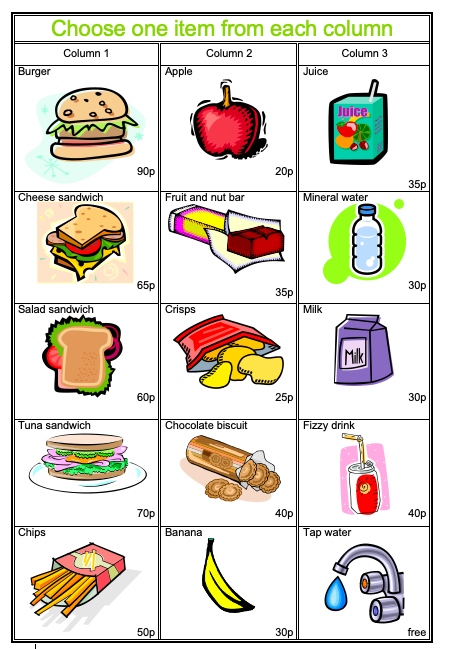 Choose one item from each column
Column 1 Column 2 Column 3
Burger Apple Juice
Juice
90p 20p 35p
Cheese sandwich Fruit and nut bar Mineral water
65p 35p 30p
Salad sandwich Crisps Milk
Milk
60p 25p 30p
Tuna sandwich Chocolate biscuit Fizzy drink
70p 40p 40p
Chips Banana Tap water
50p 30p free